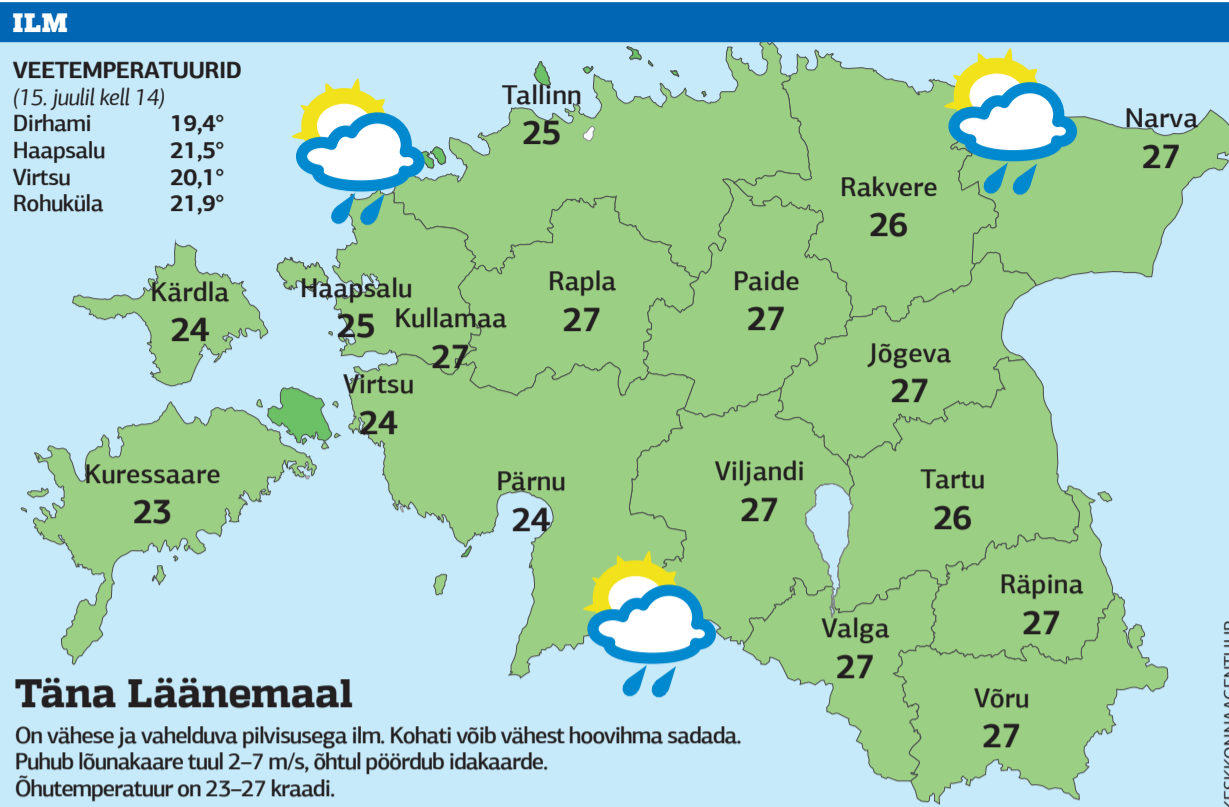 ILM
VEETEMPERATUURID
(15. juulil kell 14)
Dirhami 19,4°
Haapsalu 21,5°
Virtsu 20,1°
Rohuküla 21,9°
Tallinn
25
Narva
27
Rakvere
26
Kärdla
24
Haapsalu
25
Kullamaa
27
Rapla
27
Paide
27
Jõgeva
27
Virtsu
24
Kuressaare
23
Pärnu
24
Viljandi
27
Tartu
26
Räpina
27
Valga
27
Võru
27
Täna Läänemaal
On vähese ja vahelduva pilvisusega ilm. Kohati võib vähest hoovihma sadada.
Puhub lõunakaare tuul 2–7 m/s, õhtul pöördub idakaarde.
Õhutemperatuur on 23–27 kraadi.